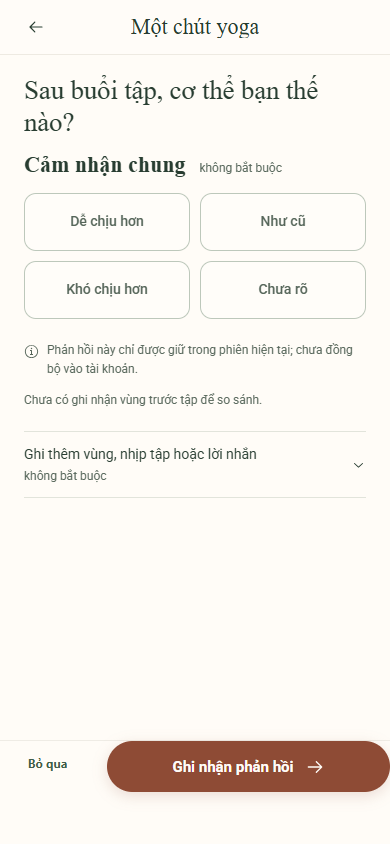 Một chút yoga
Sau buổi tập, cơ thể bạn thế
nào?
Cảm nhận chung không bắt buộc
Dễ chịu hơn
Như cũ
Khó chịu hơn
Chưa rõ
Phản hồi này chỉ được giữ trong phiên hiện tại; chưa đồng
bộ vào tài khoản.
Chưa có ghi nhận vùng trước tập để so sánh.
Ghi thêm vùng, nhịp tập hoặc lời nhắn
không bắt buộc
Bỏ qua
Ghi nhận phản hồi